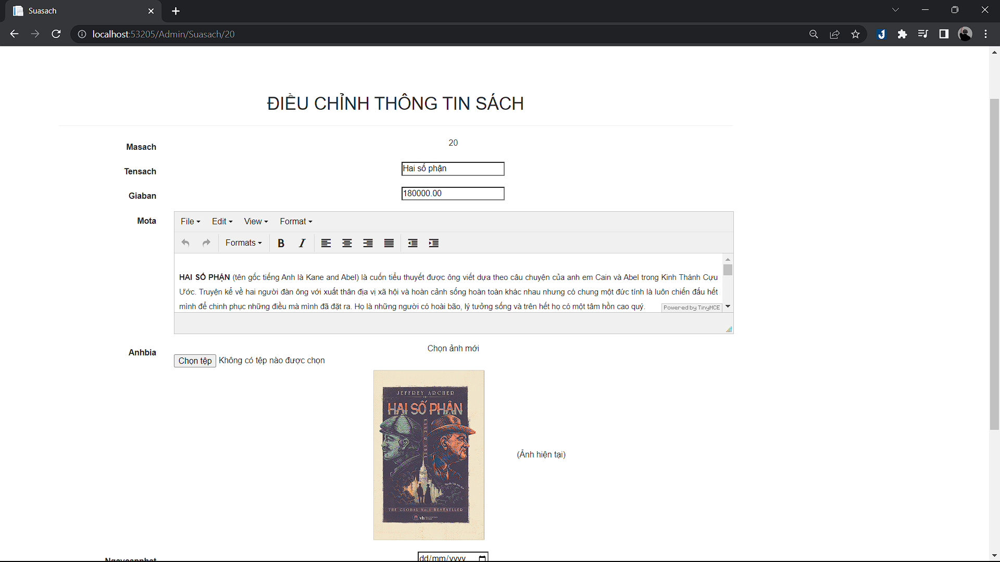 Suasach
localhost:53205/Admin/Suasach/20
ĐIỀU CHỈNH THÔNG TIN SÁCH
Masach 20
Tensach Hai số phận
Giaban 180000.00
Mota File Edit View Format
Formats B I
HAI SỐ PHẬN (tên gốc tiếng Anh là Kane and Abel) là cuốn tiểu thuyết được ông viết dựa theo câu chuyện của anh em Cain và Abel trong Kinh Thánh Cựu
Ước. Truyện kể về hai người đàn ông với xuất thân địa vị xã hội và hoàn cảnh sống hoàn toàn khác nhau nhưng có chung một đức tính là luôn chiến đấu hết
mình để chinh phục những điều mà mình đã đặt ra. Họ là những người có hoài bão, lý tưởng sống và trên hết họ có một tâm hồn cao quý.
Powered by TinyMCE
Anhbia Chọn ảnh mới
Chọn tệp Không có tệp nào được chọn
JEFFREY ARCHER
HAI SỐ PHẬN
KANE & ABEL
THE GLOBAL No.1 BESTSELLER
(Ảnh hiện tại)
Ngaycapnhat dd/mm/yyyy